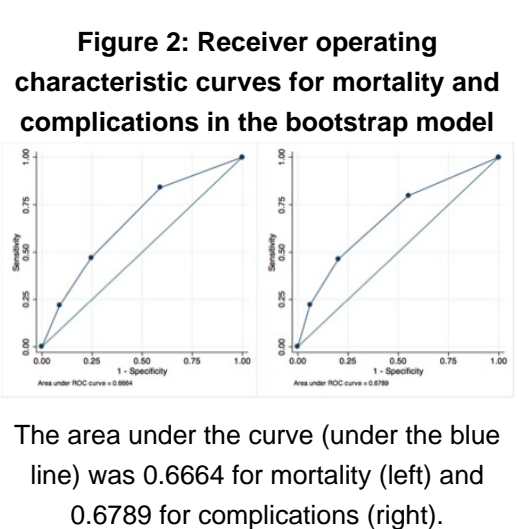 Figure 2: Receiver operating
characteristic curves for mortality and
complications in the bootstrap model
1.00
0.75
0.50
0.25
0.00
Sensitivity
0.00 0.25 0.50 0.75 1.00
1 - Specificity
Area under ROC curve = 0.6664
1.00
0.75
0.50
0.25
0.00
Sensitivity
0.00 0.25 0.50 0.75 1.00
1 - Specificity
Area under ROC curve = 0.6789
The area under the curve (under the blue
line) was 0.6664 for mortality (left) and
0.6789 for complications (right).